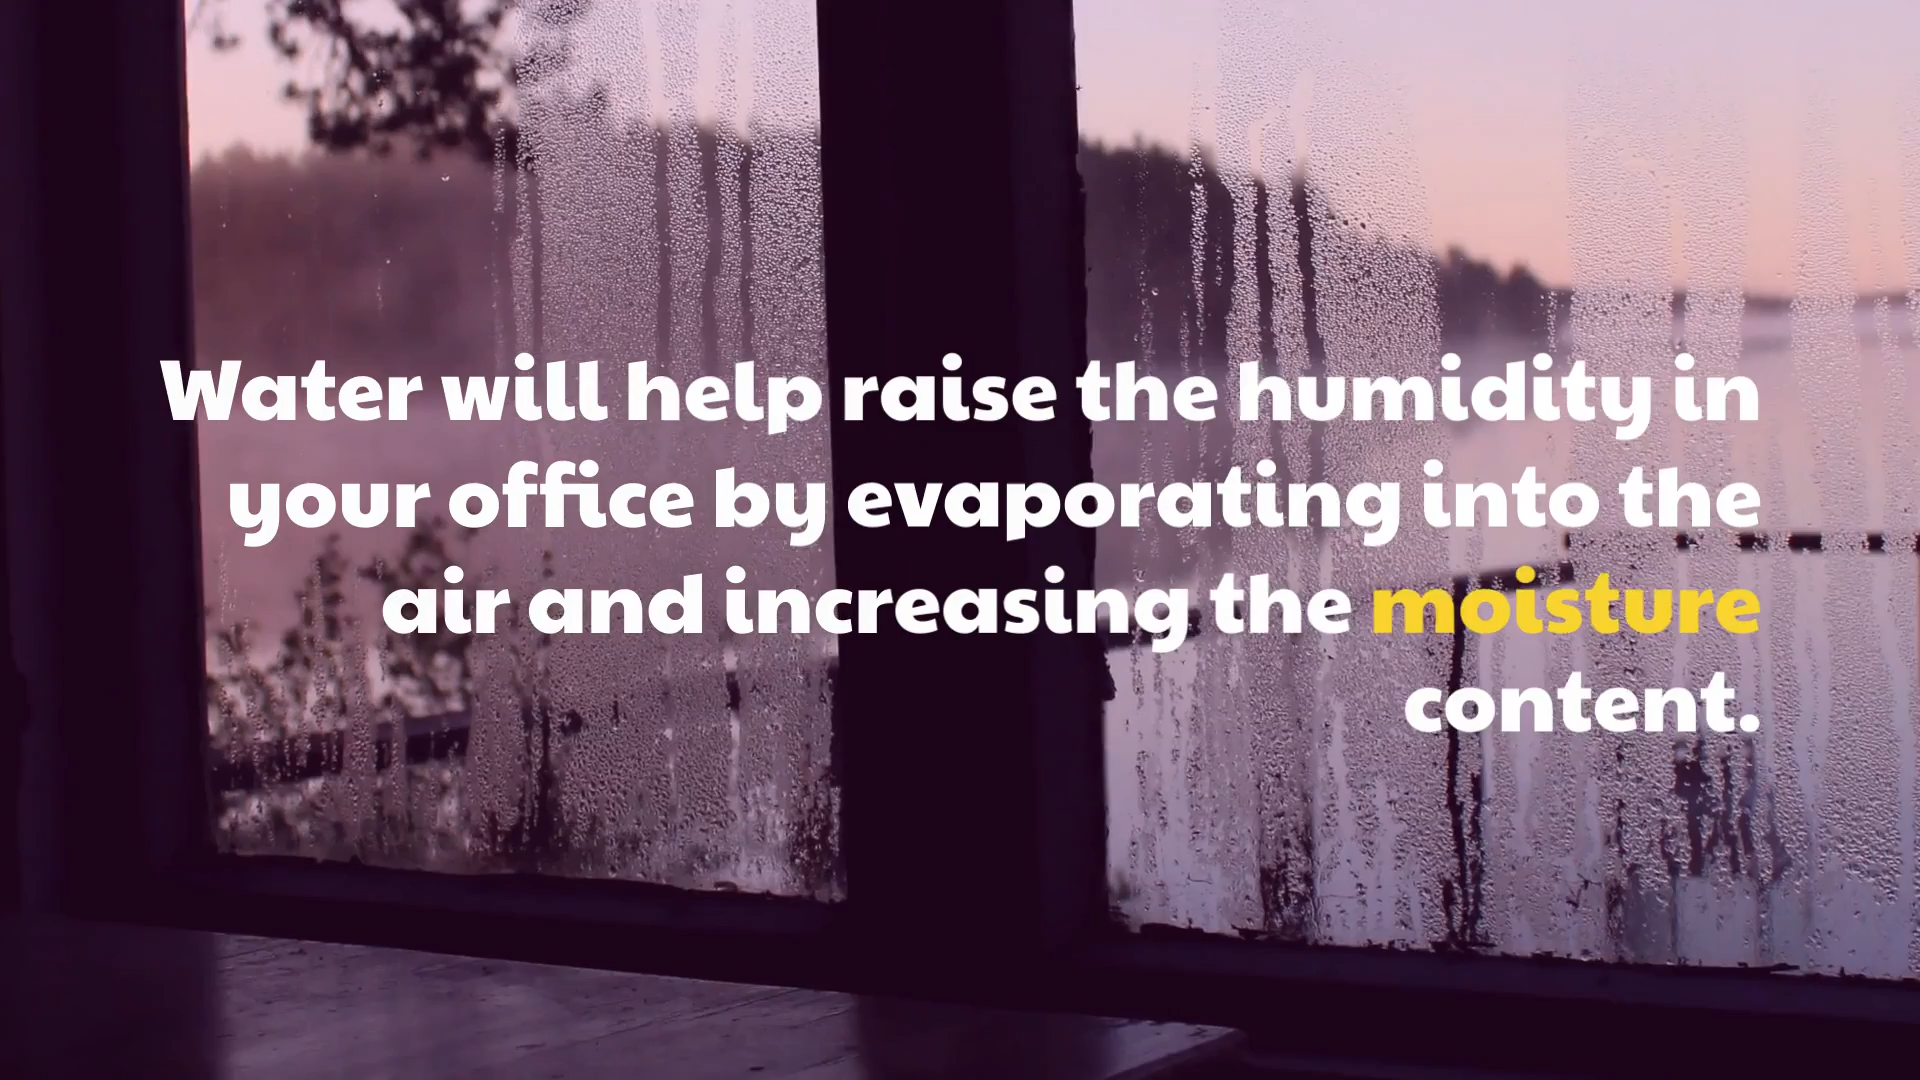 Water will help raise the humidity in
your office by evaporating into the
air and increasing the moisture
content.